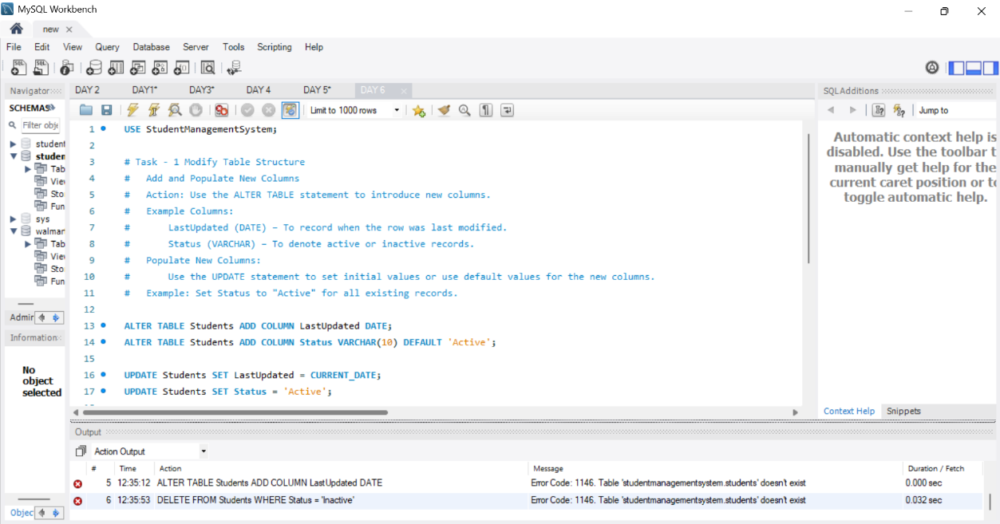 MySQL Workbench
new
File Edit View Query Database Server Tools Scripting Help
Navigator
SCHEMAS
Filter obje
student
studen
Tab
Vie
Sto
Fun
sys
walmar
Tab
Vie
Sto
Fun
Admir
Information
No
object
selected
Objec
DAY 2 DAY1* DAY3* DAY 4 DAY 5* DAY 6
Limit to 1000 rows
1 USE StudentManagementSystem;
2
3 # Task - 1 Modify Table Structure
4 # Add and Populate New Columns
5 # Action: Use the ALTER TABLE statement to introduce new columns.
6 # Example Columns:
7 # LastUpdated (DATE) – To record when the row was last modified.
8 # Status (VARCHAR) – To denote active or inactive records.
9 # Populate New Columns:
10 # Use the UPDATE statement to set initial values or use default values for the new columns.
11 # Example: Set Status to "Active" for all existing records.
12
13 ALTER TABLE Students ADD COLUMN LastUpdated DATE;
14 ALTER TABLE Students ADD COLUMN Status VARCHAR(10) DEFAULT 'Active';
15
16 UPDATE Students SET LastUpdated = CURRENT_DATE;
17 UPDATE Students SET Status = 'Active';
SQLAdditions
Jump to
Automatic context help is
disabled. Use the toolbar t
manually get help for the
current caret position or to
toggle automatic help.
Context Help Snippets
Output
Action Output
# Time Action Message Duration / Fetch
5 12:35:12 ALTER TABLE Students ADD COLUMN LastUpdated DATE Error Code: 1146. Table 'studentmanagementsystem.students' doesn't exist 0.000 sec
6 12:35:53 DELETE FROM Students WHERE Status = 'Inactive' Error Code: 1146. Table 'studentmanagementsystem.students' doesn't exist 0.032 sec